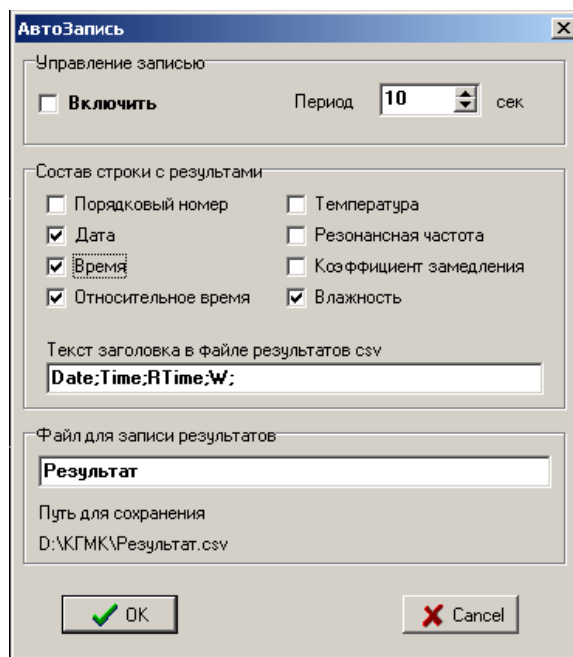 АвтоЗапись
Управление записью
Включить
Период 10 сек
Состав строки с результатами
Порядковый номер
Дата
Время
Относительное время
Температура
Резонансная частота
Коэффициент замедления
Влажность
Текст заголовка в файле результатов csv
Date;Time;RTime;W;
Файл для записи результатов
Результат
Путь для сохранения
D:\КГМК\Результат.csv
OK
Cancel